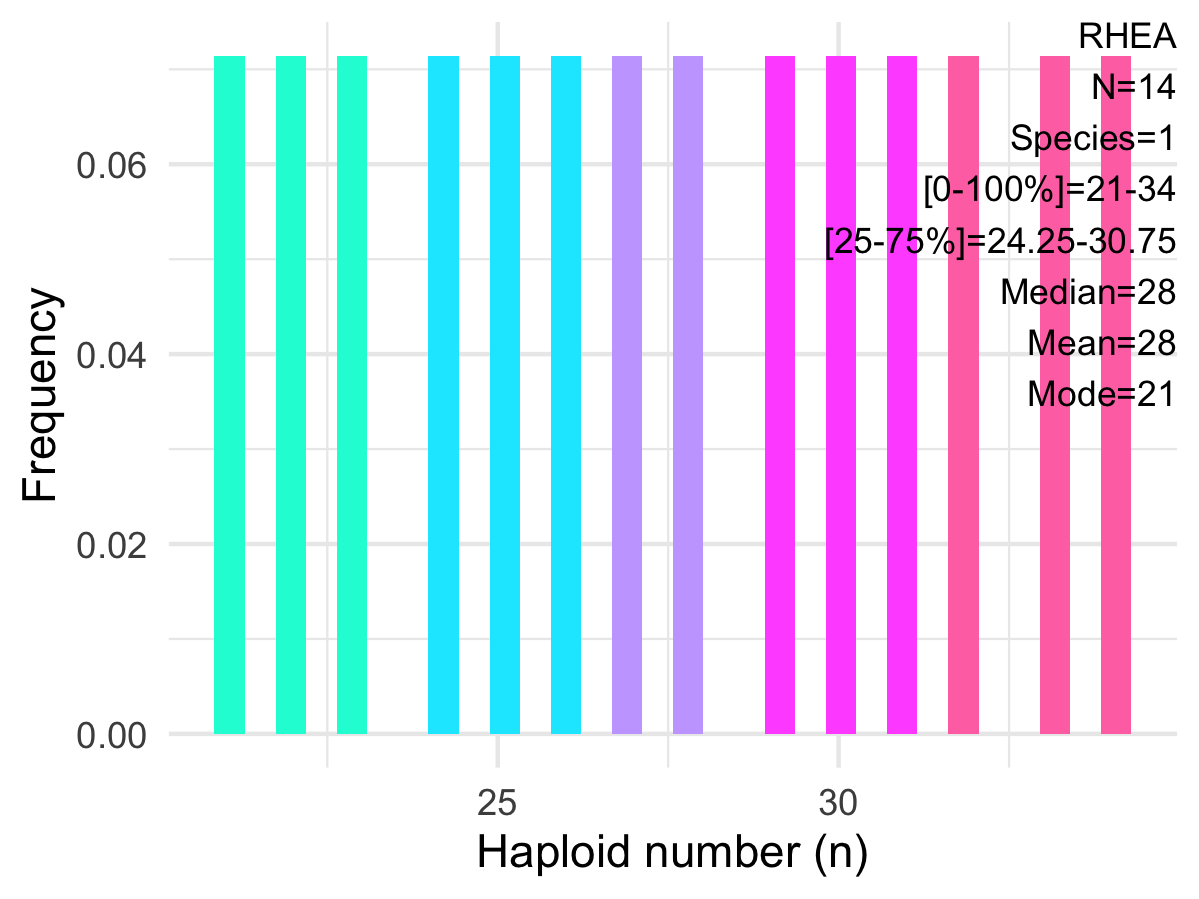 RHEA
N=14
Species=1
[0-100%]=21-34
[25-75%]=24.25-30.75
Median=28
Mean=28
Mode=21
Frequency
0.06
0.04
0.02
0.00
25 30
Haploid number (n)